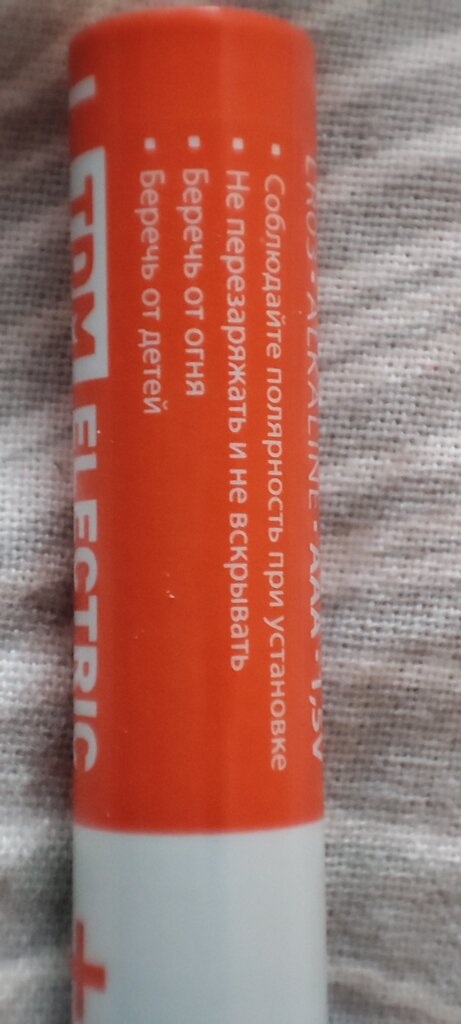 LR03 · ALKALINE · AAA · 1,5V
▪ Соблюдайте полярность при установке
▪ Не перезаряжать и не вскрывать
▪ Беречь от огня
▪ Беречь от детей
TDM ELECTRIC
+